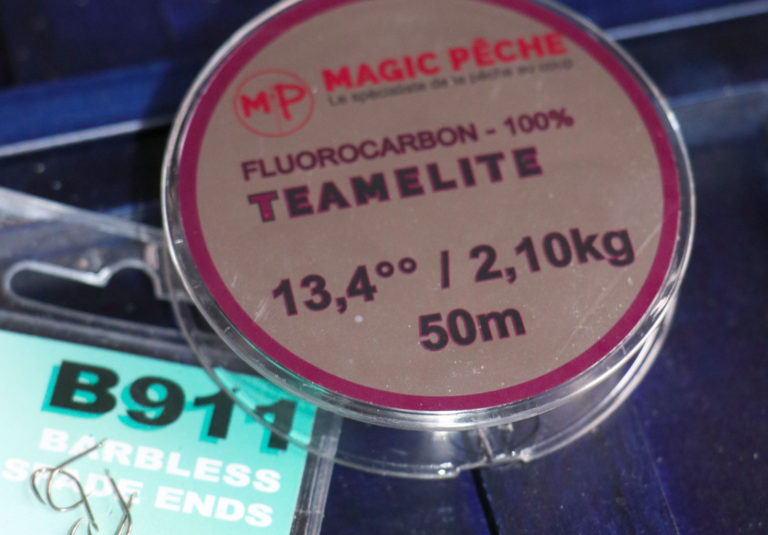 MP
MAGIC PÊCHE
Le spécialiste de la pêche au coup
FLUOROCARBON - 100%
TEAMELITE
13,4°° / 2,10kg
50m
B911
BARBLESS
SPADE ENDS